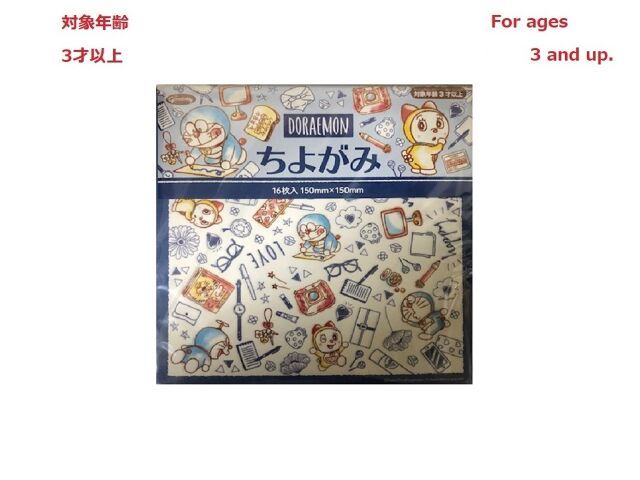 対象年齢
3才以上
For ages
3 and up.
対象年齢3才以上
DORAEMON
ちよがみ
16枚入 150mm×150mm
LOVE